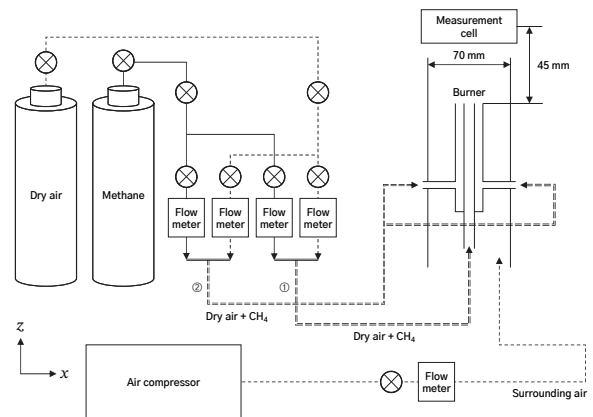 Measurement
cell
70 mm
45 mm
Burner
Dry air
Methane
Flow
meter
Flow
meter
Flow
meter
Flow
meter
②
①
Dry air + CH₄
Dry air + CH₄
z
x
Air compressor
Flow
meter
Surrounding air